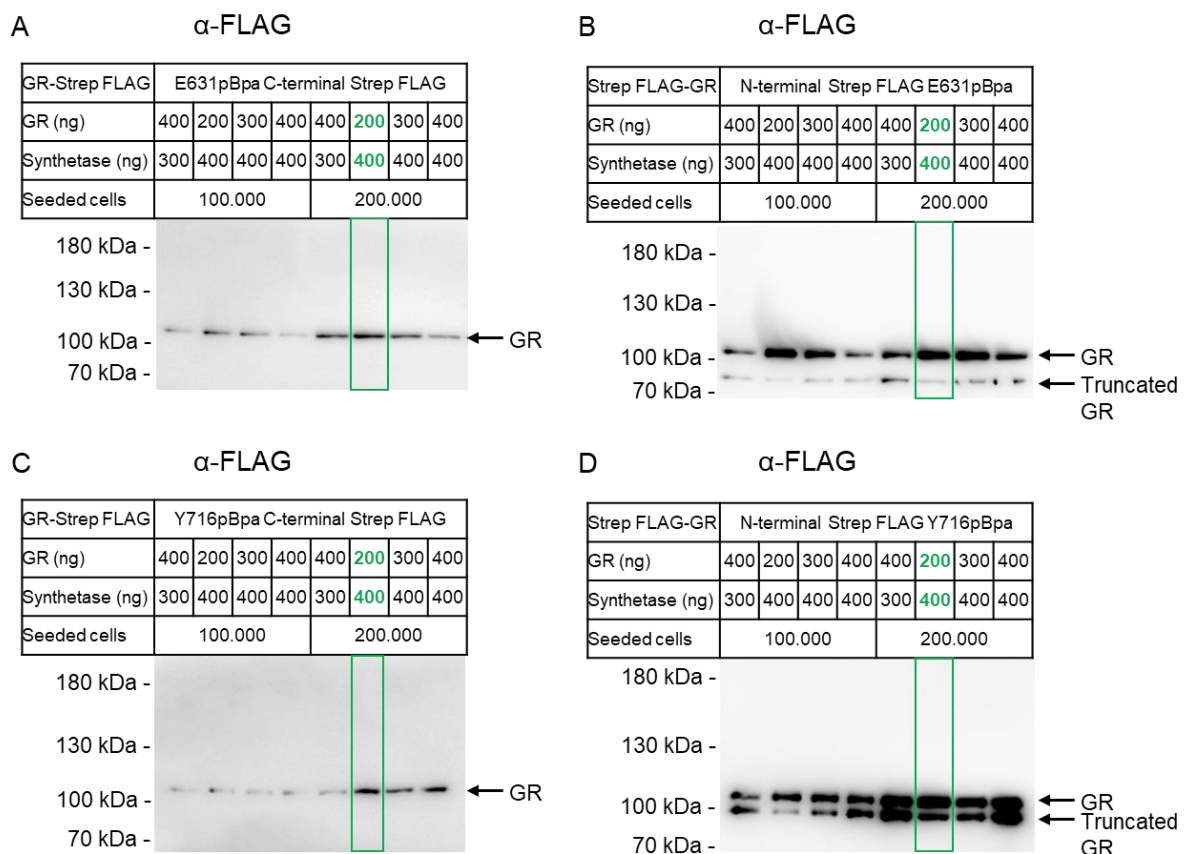 A
α-FLAG
GR-Strep FLAG E631pBpa C-terminal Strep FLAG
GR (ng) 400 200 300 400 400 200 300 400
Synthetase (ng) 300 400 400 400 300 400 400 400
Seeded cells 100.000 200.000
180 kDa -
130 kDa -
100 kDa -
70 kDa -
GR
B
α-FLAG
Strep FLAG-GR N-terminal Strep FLAG E631pBpa
GR (ng) 400 200 300 400 400 200 300 400
Synthetase (ng) 300 400 400 400 300 400 400 400
Seeded cells 100.000 200.000
180 kDa -
130 kDa -
100 kDa -
70 kDa -
GR
Truncated
GR
C
α-FLAG
GR-Strep FLAG Y716pBpa C-terminal Strep FLAG
GR (ng) 400 200 300 400 400 200 300 400
Synthetase (ng) 300 400 400 400 300 400 400 400
Seeded cells 100.000 200.000
180 kDa -
130 kDa -
100 kDa -
70 kDa -
GR
D
α-FLAG
Strep FLAG-GR N-terminal Strep FLAG Y716pBpa
GR (ng) 400 200 300 400 400 200 300 400
Synthetase (ng) 300 400 400 400 300 400 400 400
Seeded cells 100.000 200.000
180 kDa -
130 kDa -
100 kDa -
70 kDa -
GR
Truncated
GR